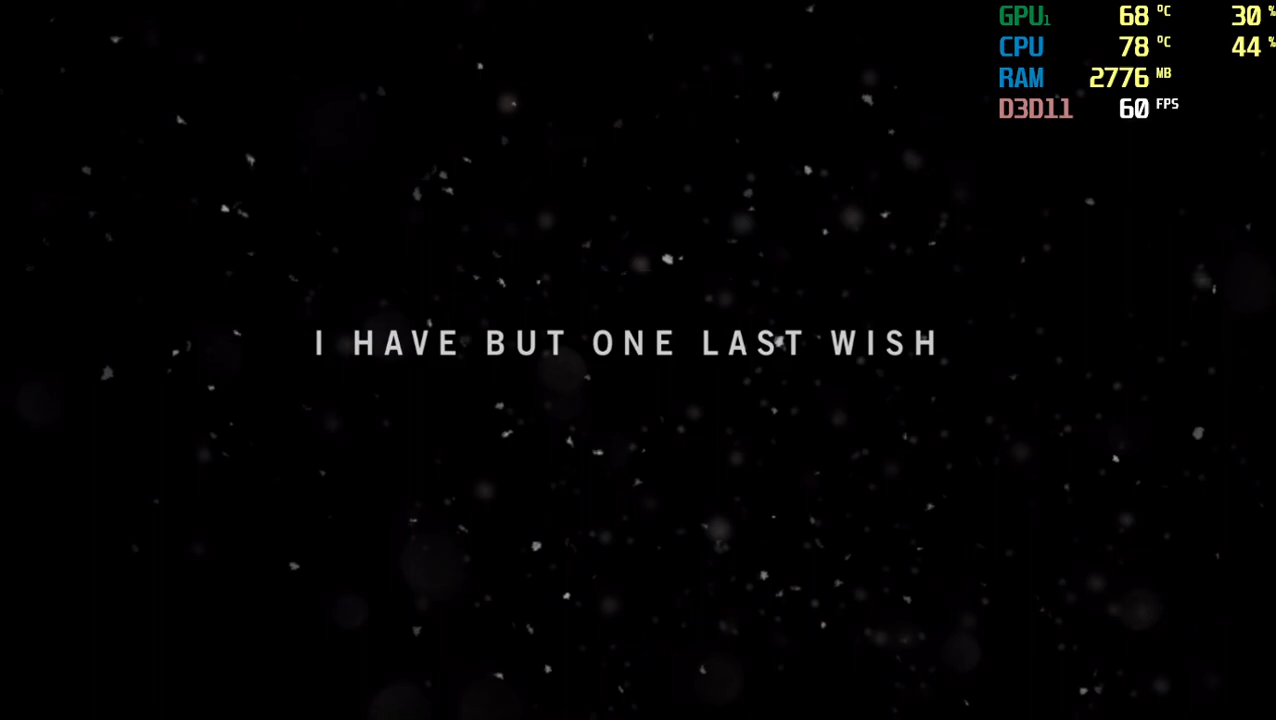 GPU1 68 °C 30 %
CPU 78 °C 44 %
RAM 2776 MB
D3D11 60 FPS
I HAVE BUT ONE LAST WISH